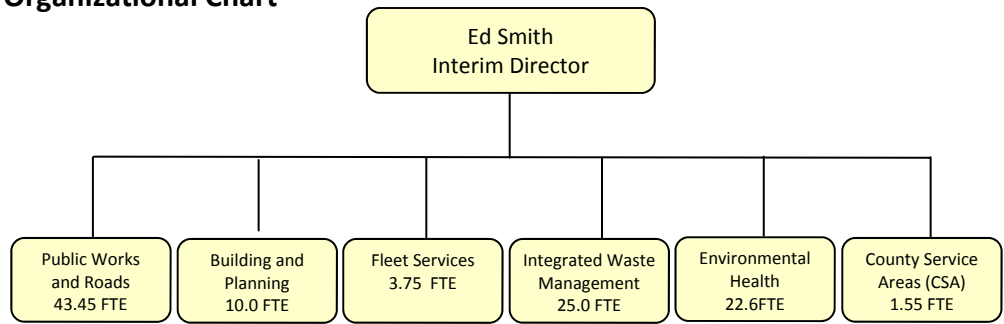 Organizational Chart
Ed Smith
Interim Director
Public Works
and Roads
43.45 FTE
Building and
Planning
10.0 FTE
Fleet Services
3.75 FTE
Integrated Waste
Management
25.0 FTE
Environmental
Health
22.6FTE
County Service
Areas (CSA)
1.55 FTE